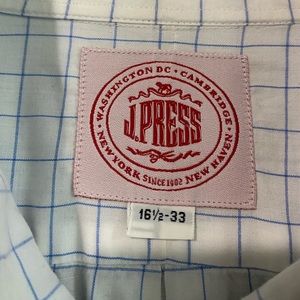 WASHINGTON DC • CAMBRIDGE •
J.PRESS
SINCE 1902
NEW YORK
NEW HAVEN
16½-33